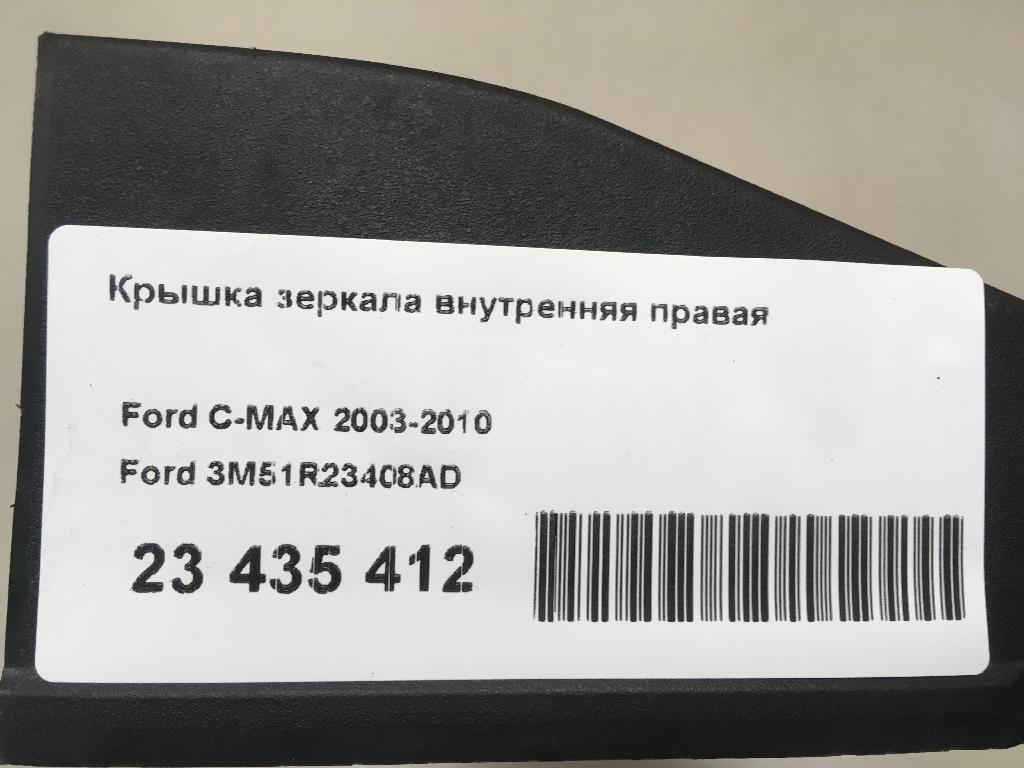 Крышка зеркала внутренняя правая
Ford C-MAX 2003-2010
Ford 3M51R23408AD
23 435 412